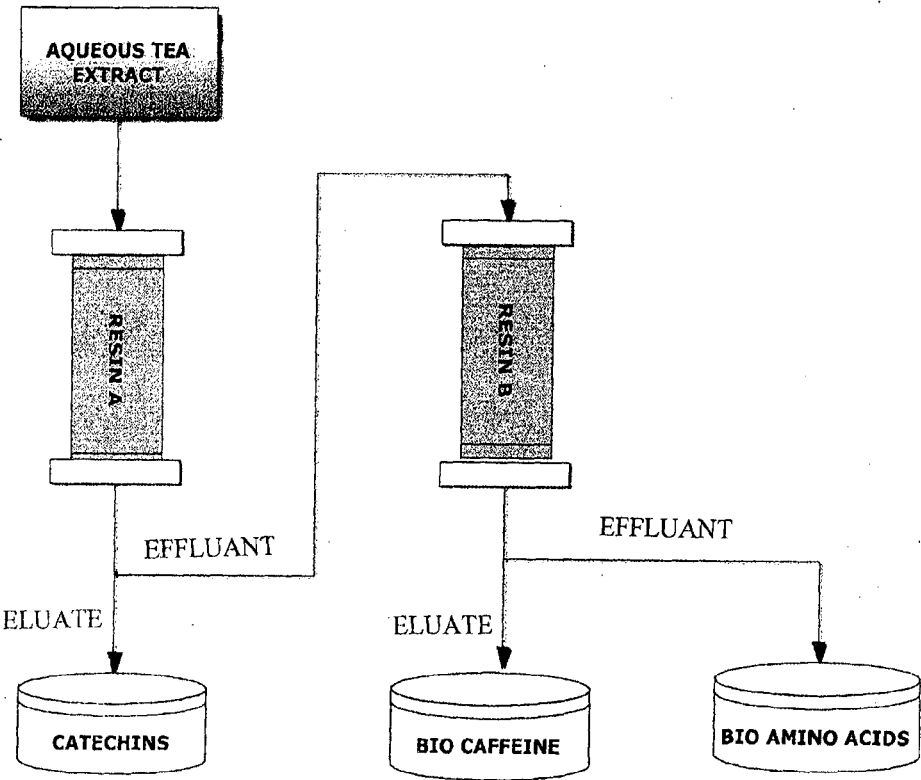 AQUEOUS TEA
EXTRACT
RESIN A
RESIN B
EFFLUANT
EFFLUANT
ELUATE
ELUATE
CATECHINS
BIO CAFFEINE
BIO AMINO ACIDS